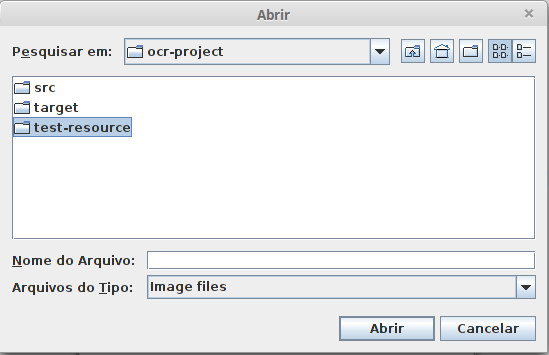 Abrir
Pesquisar em: ocr-project
src
target
test-resource
Nome do Arquivo:
Arquivos do Tipo: Image files
Abrir Cancelar